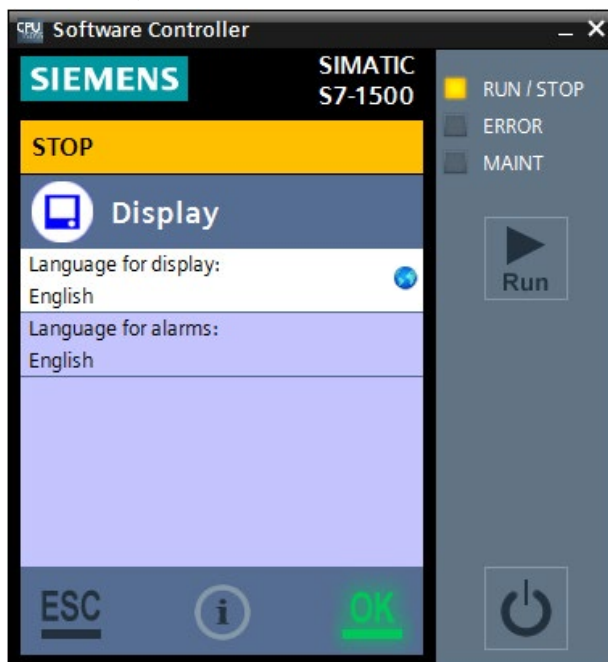 CPU Software Controller
SIEMENS
SIMATIC
S7-1500
STOP
Display
Language for display:
English
Language for alarms:
English
ESC
i
OK
RUN / STOP
ERROR
MAINT
Run